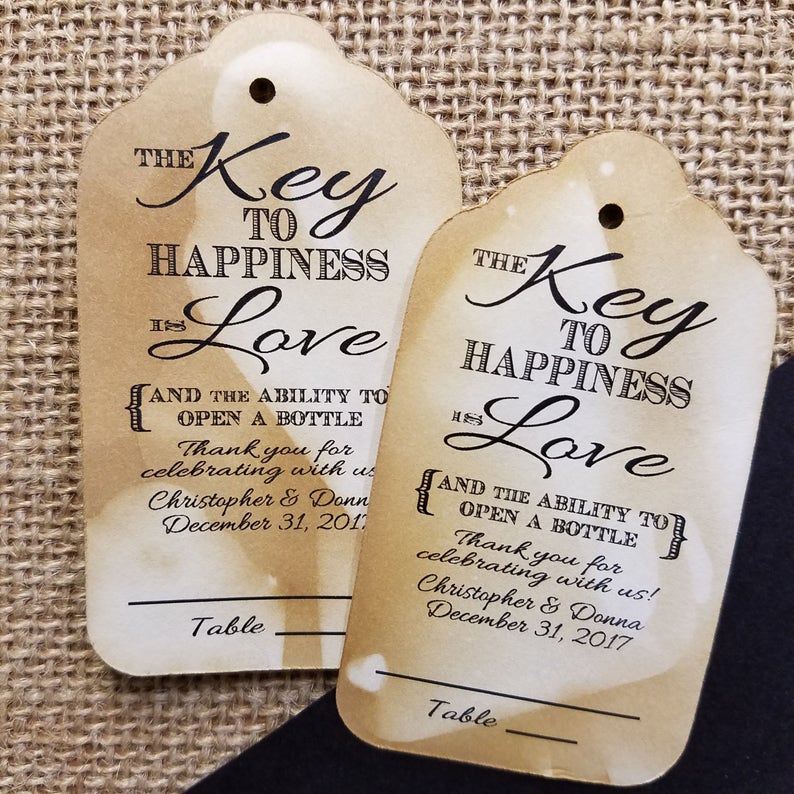 THE Key
TO
HAPPINESS
IS Love
{AND THE ABILITY TO
OPEN A BOTTLE
Thank you for
celebrating with us!
Christopher & Donna
December 31, 2017
Table
THE Key
TO
HAPPINESS
IS Love
{AND THE ABILITY TO
OPEN A BOTTLE}
Thank you for
celebrating with us!
Christopher & Donna
December 31, 2017
Table